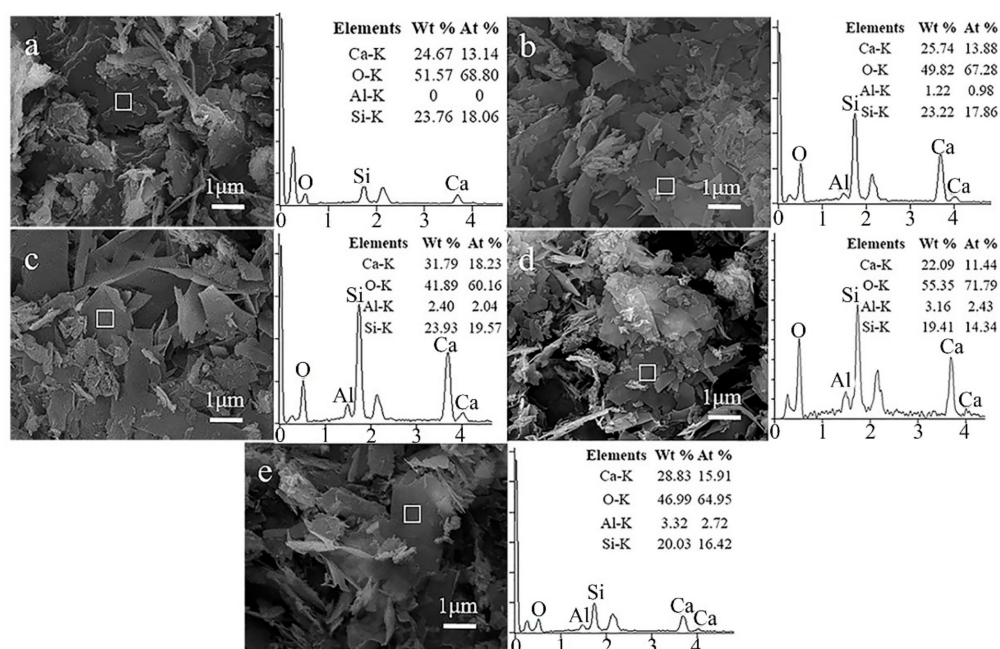 a
Elements Wt % At %
Ca-K 24.67 13.14
O-K 51.57 68.80
Al-K 0 0
Si-K 23.76 18.06
O Si Ca
1μm
0 1 2 3 4
b
Elements Wt % At %
Ca-K 25.74 13.88
O-K 49.82 67.28
Al-K 1.22 0.98
Si-K 23.22 17.86
O Al Si Ca Ca
1μm
0 1 2 3 4
c
Elements Wt % At %
Ca-K 31.79 18.23
O-K 41.89 60.16
Al-K 2.40 2.04
Si-K 23.93 19.57
O Al Si Ca Ca
1μm
0 1 2 3 4
d
Elements Wt % At %
Ca-K 22.09 11.44
O-K 55.35 71.79
Al-K 3.16 2.43
Si-K 19.41 14.34
O Al Si Ca Ca
1μm
0 1 2 3 4
e
Elements Wt % At %
Ca-K 28.83 15.91
O-K 46.99 64.95
Al-K 3.32 2.72
Si-K 20.03 16.42
O Al Si Ca Ca
1μm
0 1 2 3 4